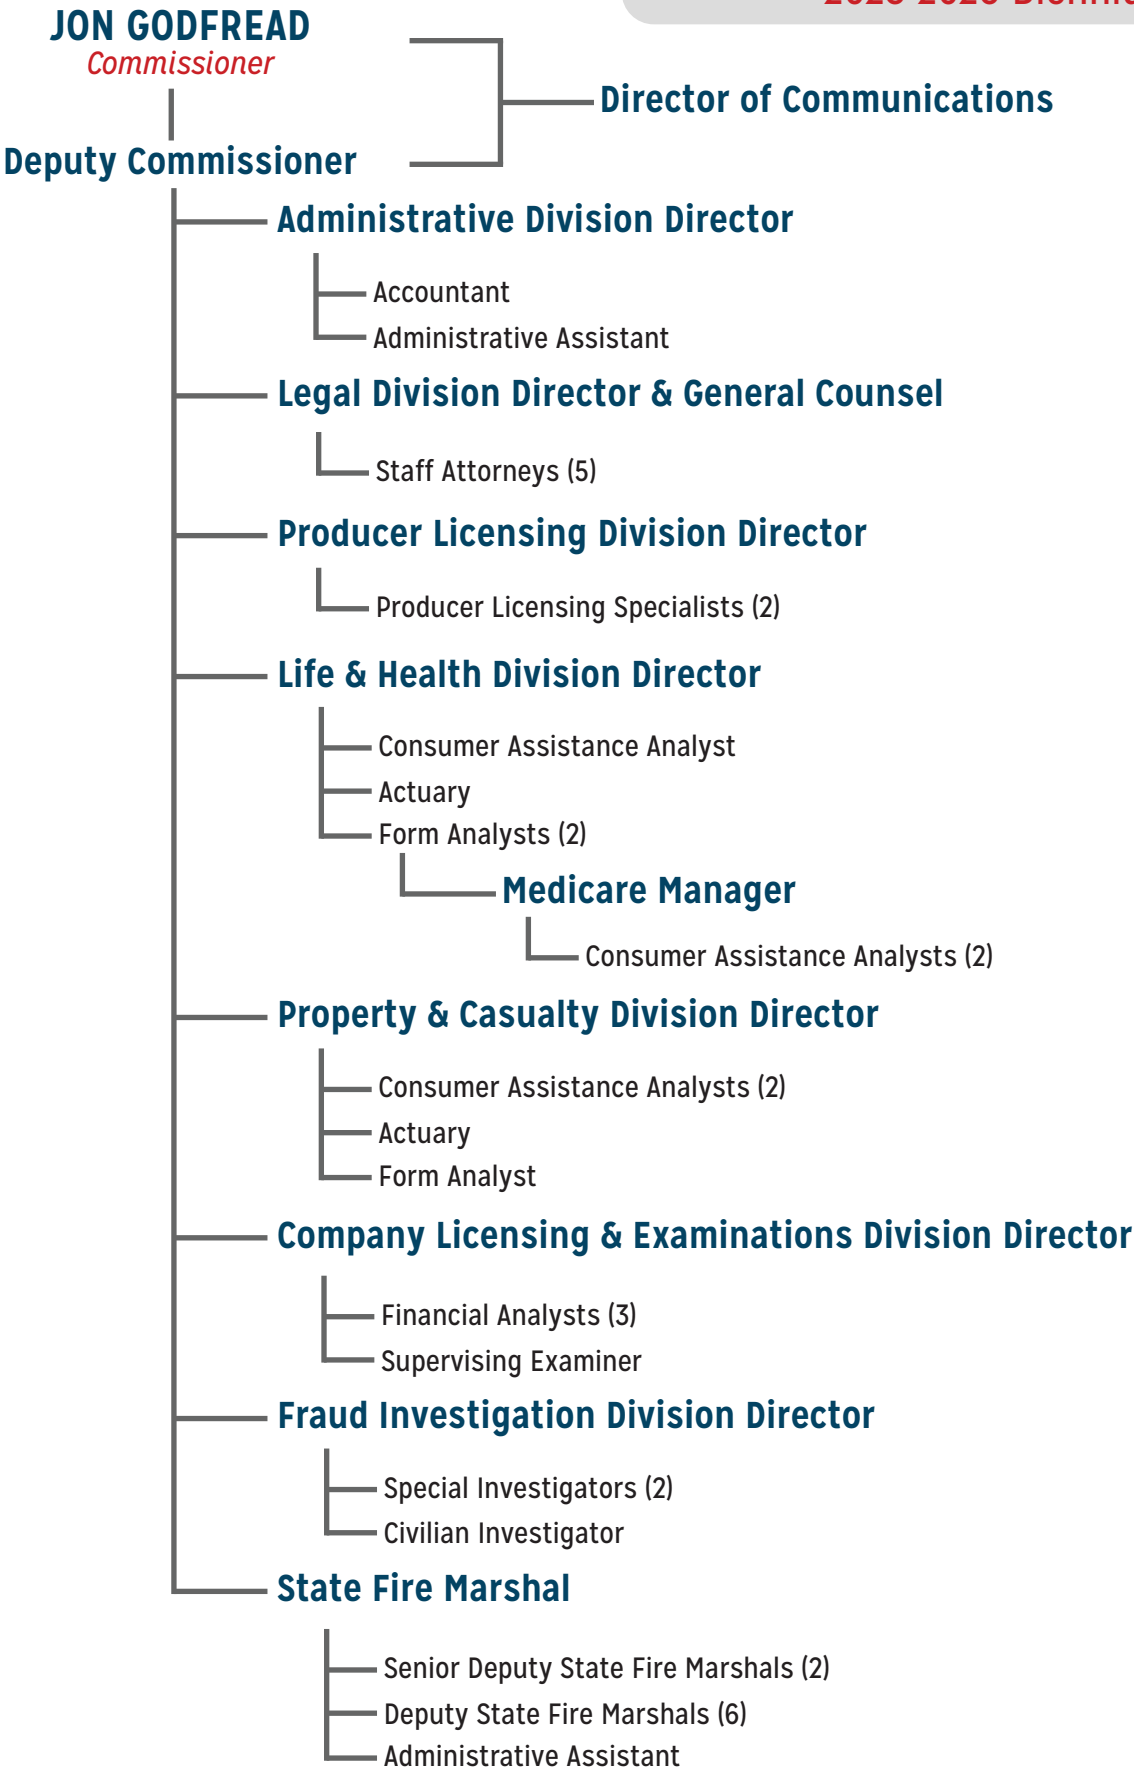 JON GODFREAD
Commissioner
Director of Communications
Deputy Commissioner
Administrative Division Director
Accountant
Administrative Assistant
Legal Division Director & General Counsel
Staff Attorneys (5)
Producer Licensing Division Director
Producer Licensing Specialists (2)
Life & Health Division Director
Consumer Assistance Analyst
Actuary
Form Analysts (2)
Medicare Manager
Consumer Assistance Analysts (2)
Property & Casualty Division Director
Consumer Assistance Analysts (2)
Actuary
Form Analyst
Company Licensing & Examinations Division Director
Financial Analysts (3)
Supervising Examiner
Fraud Investigation Division Director
Special Investigators (2)
Civilian Investigator
State Fire Marshal
Senior Deputy State Fire Marshals (2)
Deputy State Fire Marshals (6)
Administrative Assistant